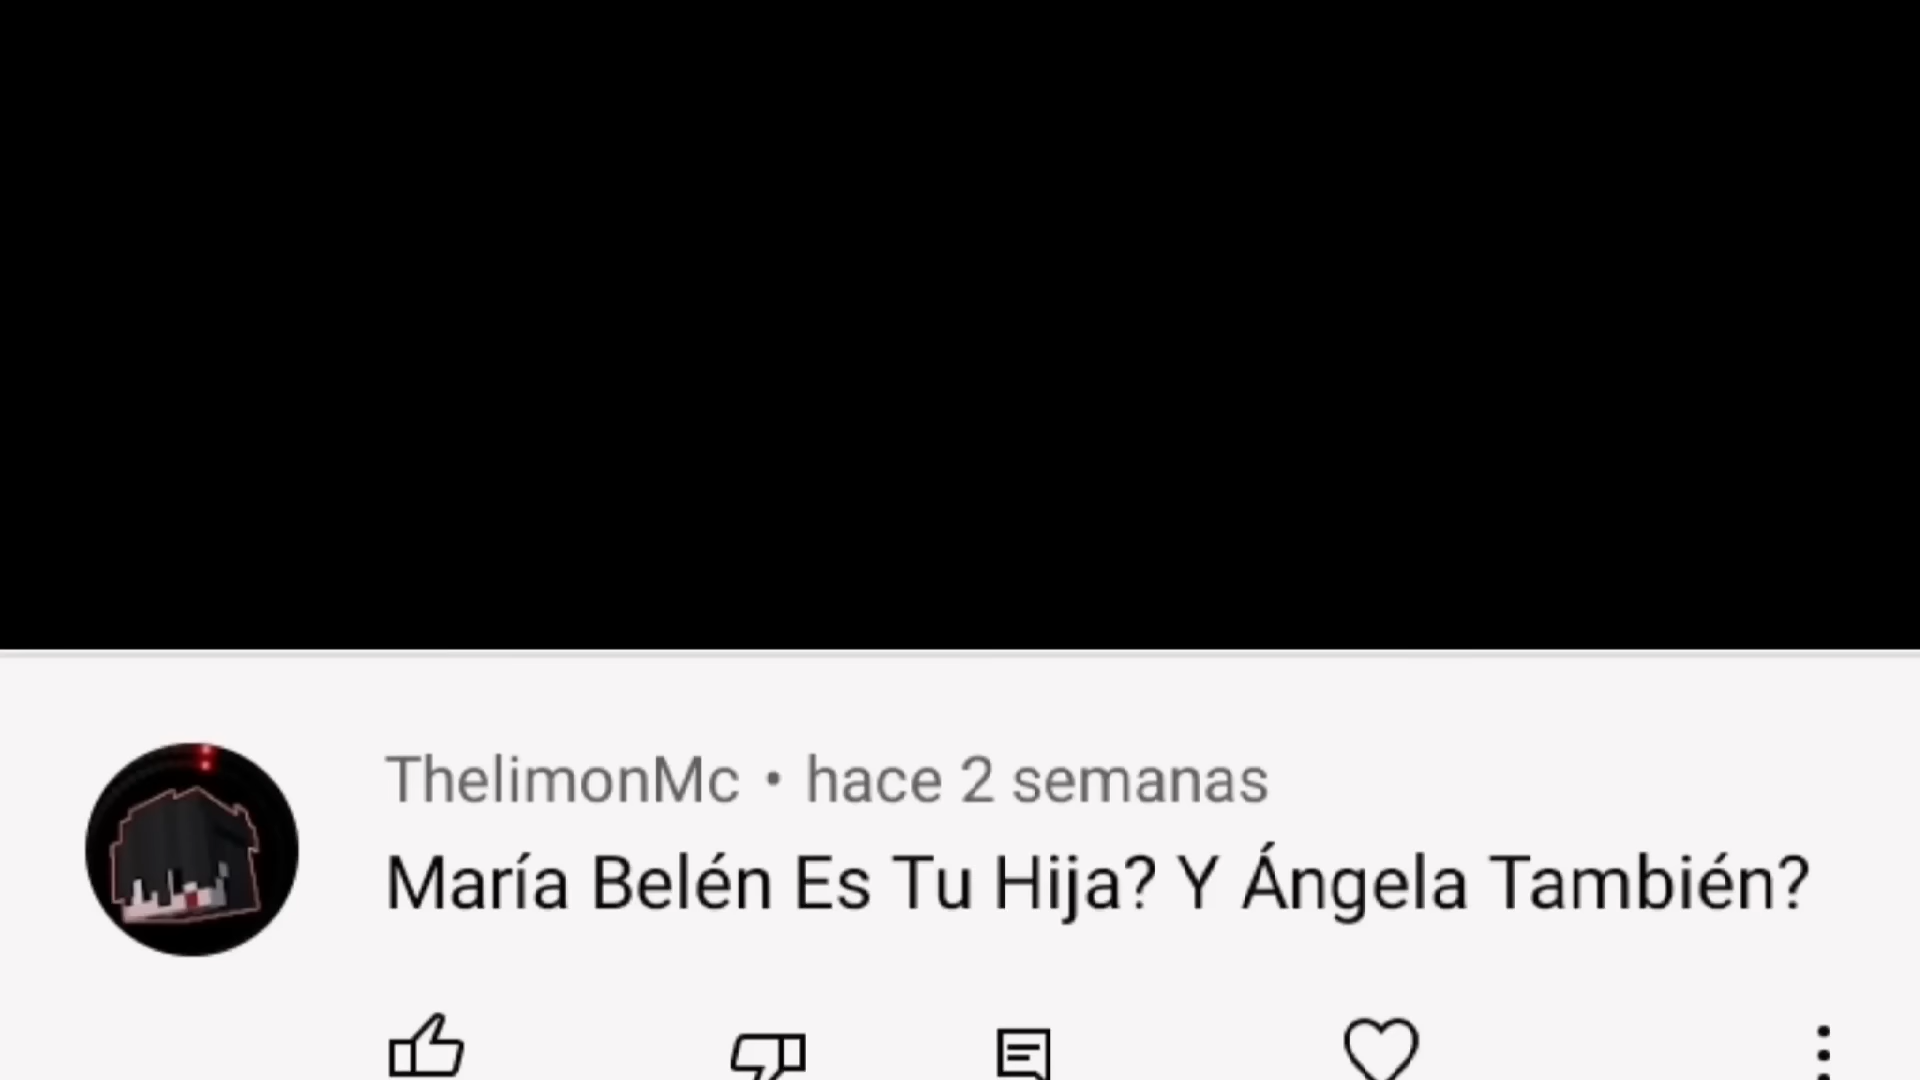 ThelimonMc • hace 2 semanas
María Belén Es Tu Hija? Y Ángela También?